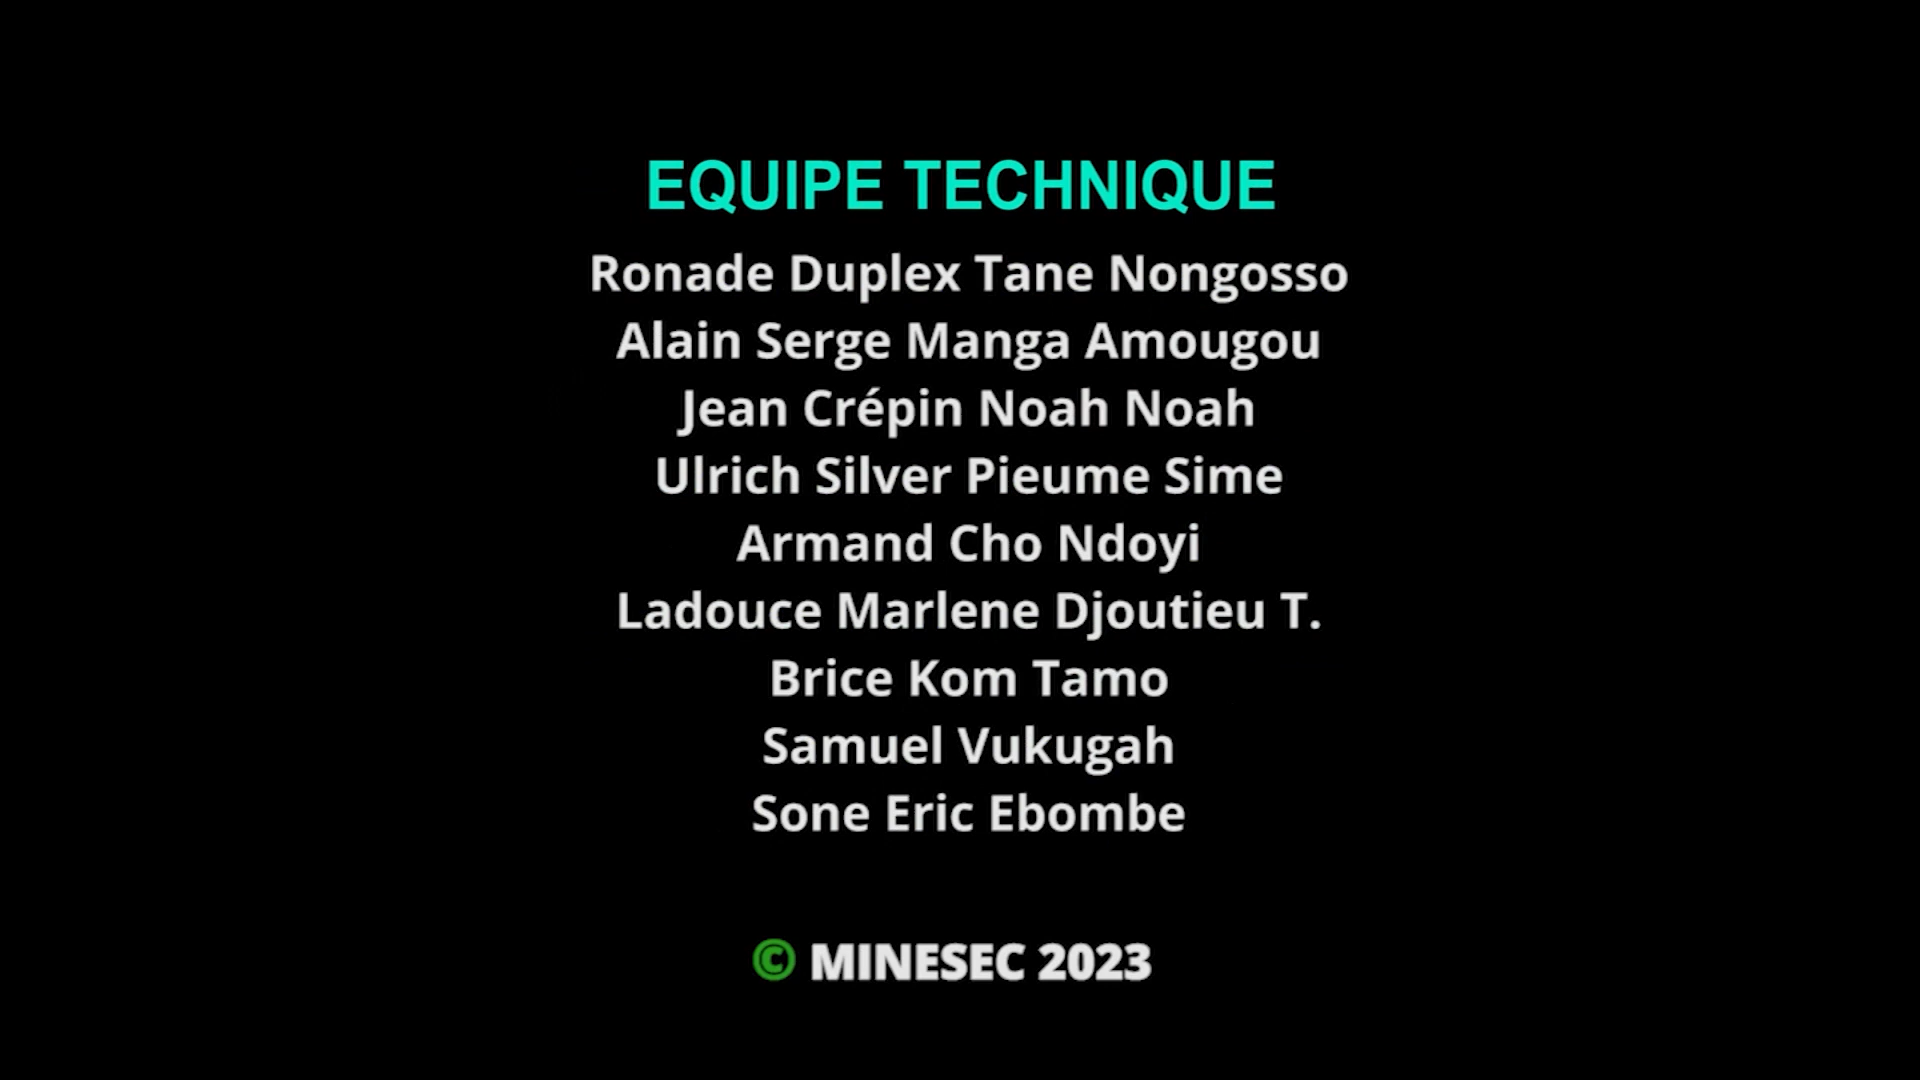 EQUIPE TECHNIQUE
Ronade Duplex Tane Nongosso
Alain Serge Manga Amougou
Jean Crépin Noah Noah
Ulrich Silver Pieume Sime
Armand Cho Ndoyi
Ladouce Marlene Djoutieu T.
Brice Kom Tamo
Samuel Vukugah
Sone Eric Ebombe
© MINESEC 2023